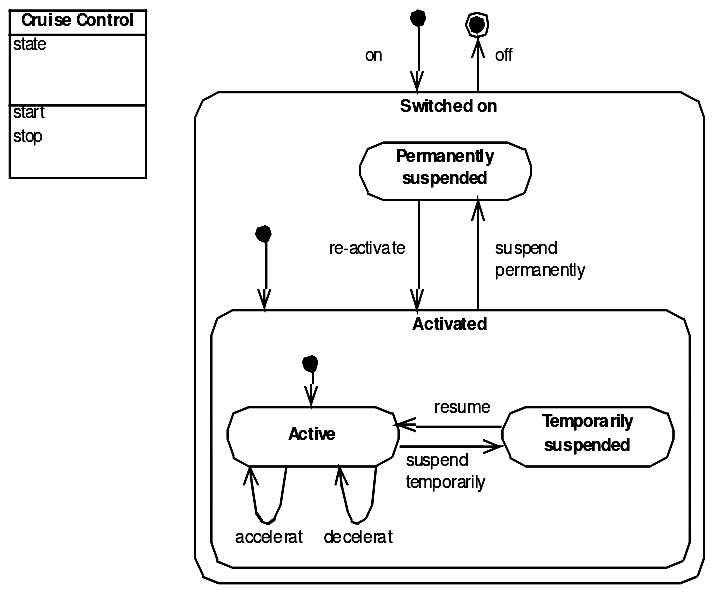 Cruise Control
state
start
stop
on
off
Switched on
Permanently
suspended
re-activate
suspend
permanently
Activated
Active
resume
Temporarily
suspended
suspend
temporarily
accelerat
decelerat